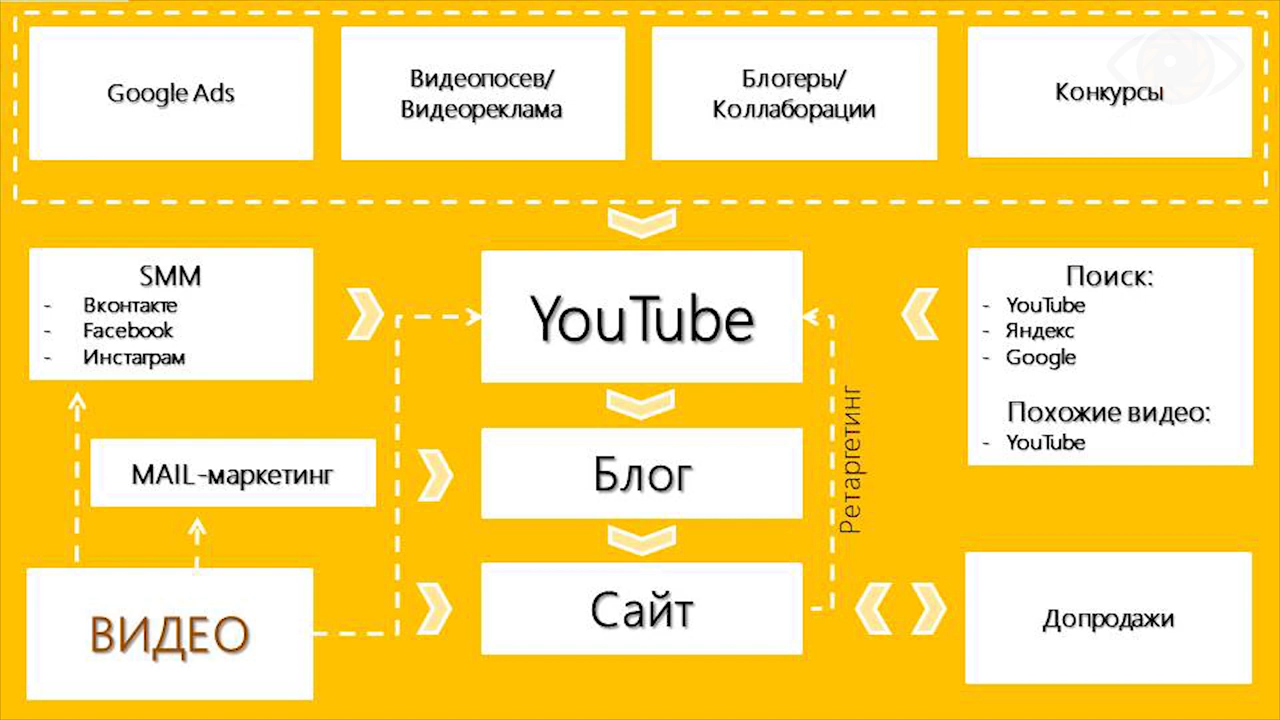 Google Ads
Видеопосев/
Видеореклама
Блогеры/
Коллаборации
Конкурсы
SMM
- Вконтакте
- Facebook
- Инстаграм
YouTube
Поиск:
- YouTube
- Яндекс
- Google
Похожие видео:
- YouTube
MAIL-маркетинг
Блог
Ретаргетинг
ВИДЕО
Сайт
Допродажи